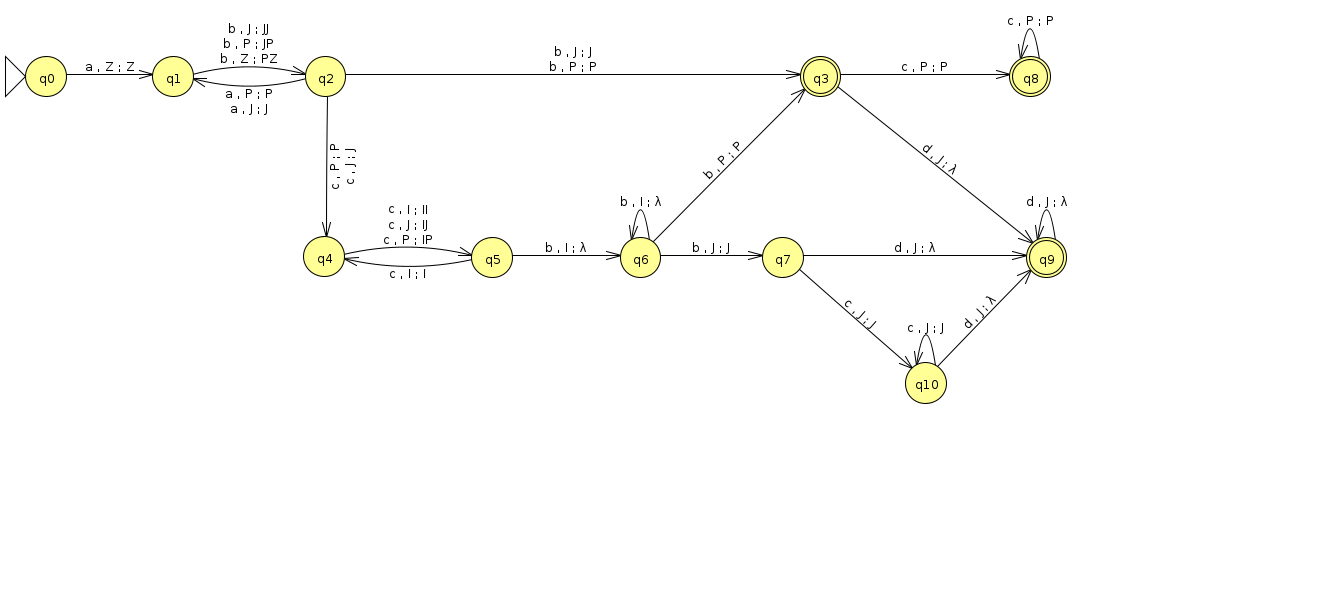 c , P ; P
b , J ; JJ
b , P ; JP
b , Z ; PZ
b , J ; J
b , P ; P
a , Z ; Z
c , P ; P
q0
q1
q2
q3
q8
a , P ; P
a , J ; J
c , P ; P
c , J ; J
b , P ; P
d , J ; λ
c , I ; II
c , J ; IJ
c , P ; IP
b , I ; λ
d , J ; λ
b , I ; λ
b , J ; J
d , J ; λ
q4
q5
q6
q7
q9
c , I ; I
c , J ; J
c , J ; J
d , J ; λ
q10